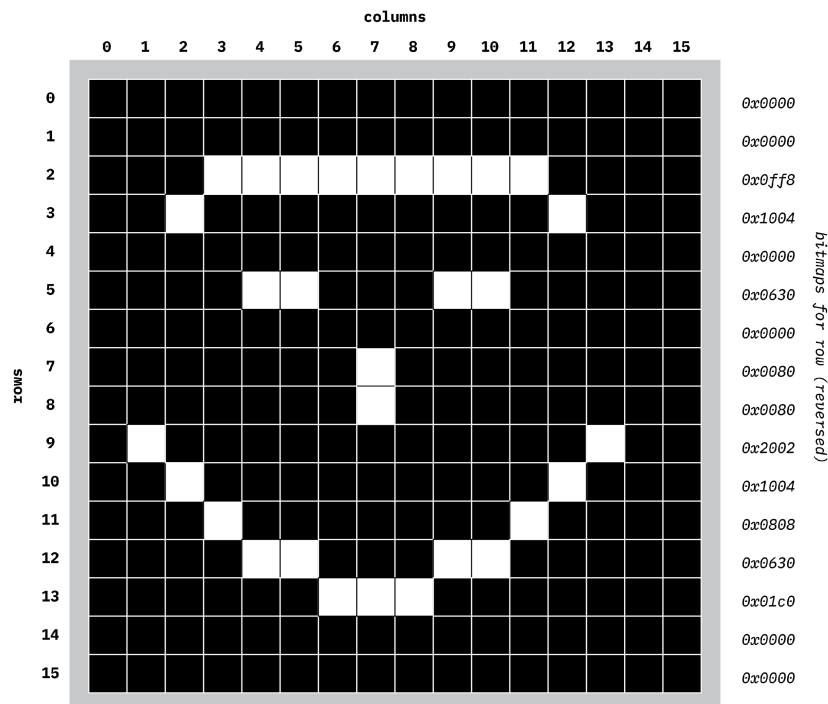 columns
0 1 2 3 4 5 6 7 8 9 10 11 12 13 14 15
0 0x0000
1 0x0000
2 0x0ff8
3 0x1004
4 0x0000
5 0x0630
6 0x0000
7 0x0080
8 0x0080
9 0x2002
10 0x1004
11 0x0808
12 0x0630
13 0x01c0
14 0x0000
15 0x0000
rows
bitmaps for row (reversed)